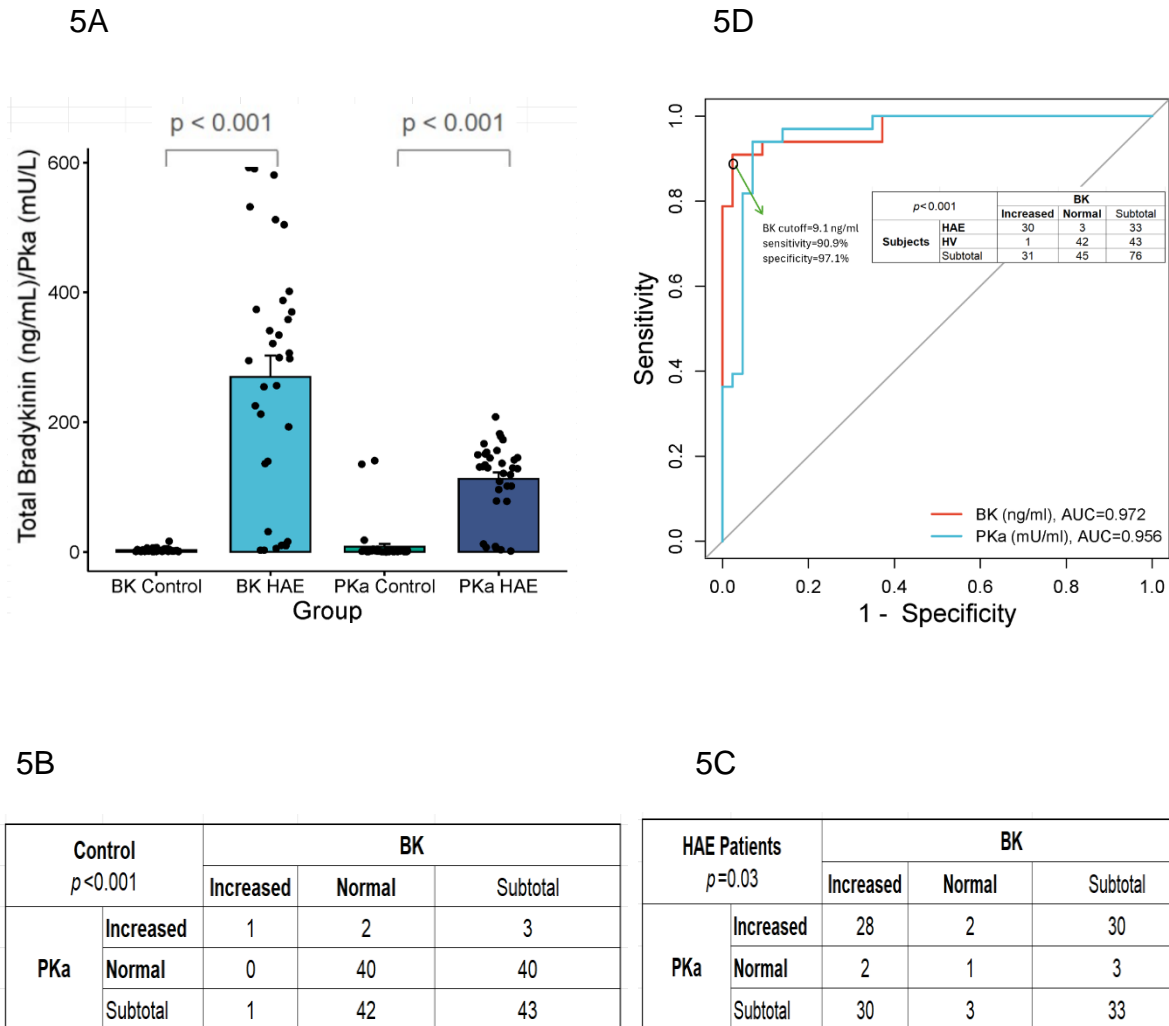 5A
p < 0.001
p < 0.001
Total Bradykinin (ng/mL)/Pka (mU/L)
600
400
200
0
BK Control
BK HAE
PKa Control
PKa HAE
Group
5D
Sensitivity
1.0
0.8
0.6
0.4
0.2
0.0
BK cutoff=9.1 ng/ml
sensitivity=90.9%
specificity=97.1%
p<0.001 BK
Increased Normal Subtotal
Subjects HAE 30 3 33
HV 1 42 43
Subtotal 31 45 76
BK (ng/ml), AUC=0.972
PKa (mU/ml), AUC=0.956
0.0 0.2 0.4 0.6 0.8 1.0
1 - Specificity
5B
Control
p<0.001
BK
Increased Normal Subtotal
PKa
Increased 1 2 3
Normal 0 40 40
Subtotal 1 42 43
5C
HAE Patients
p=0.03
BK
Increased Normal Subtotal
PKa
Increased 28 2 30
Normal 2 1 3
Subtotal 30 3 33